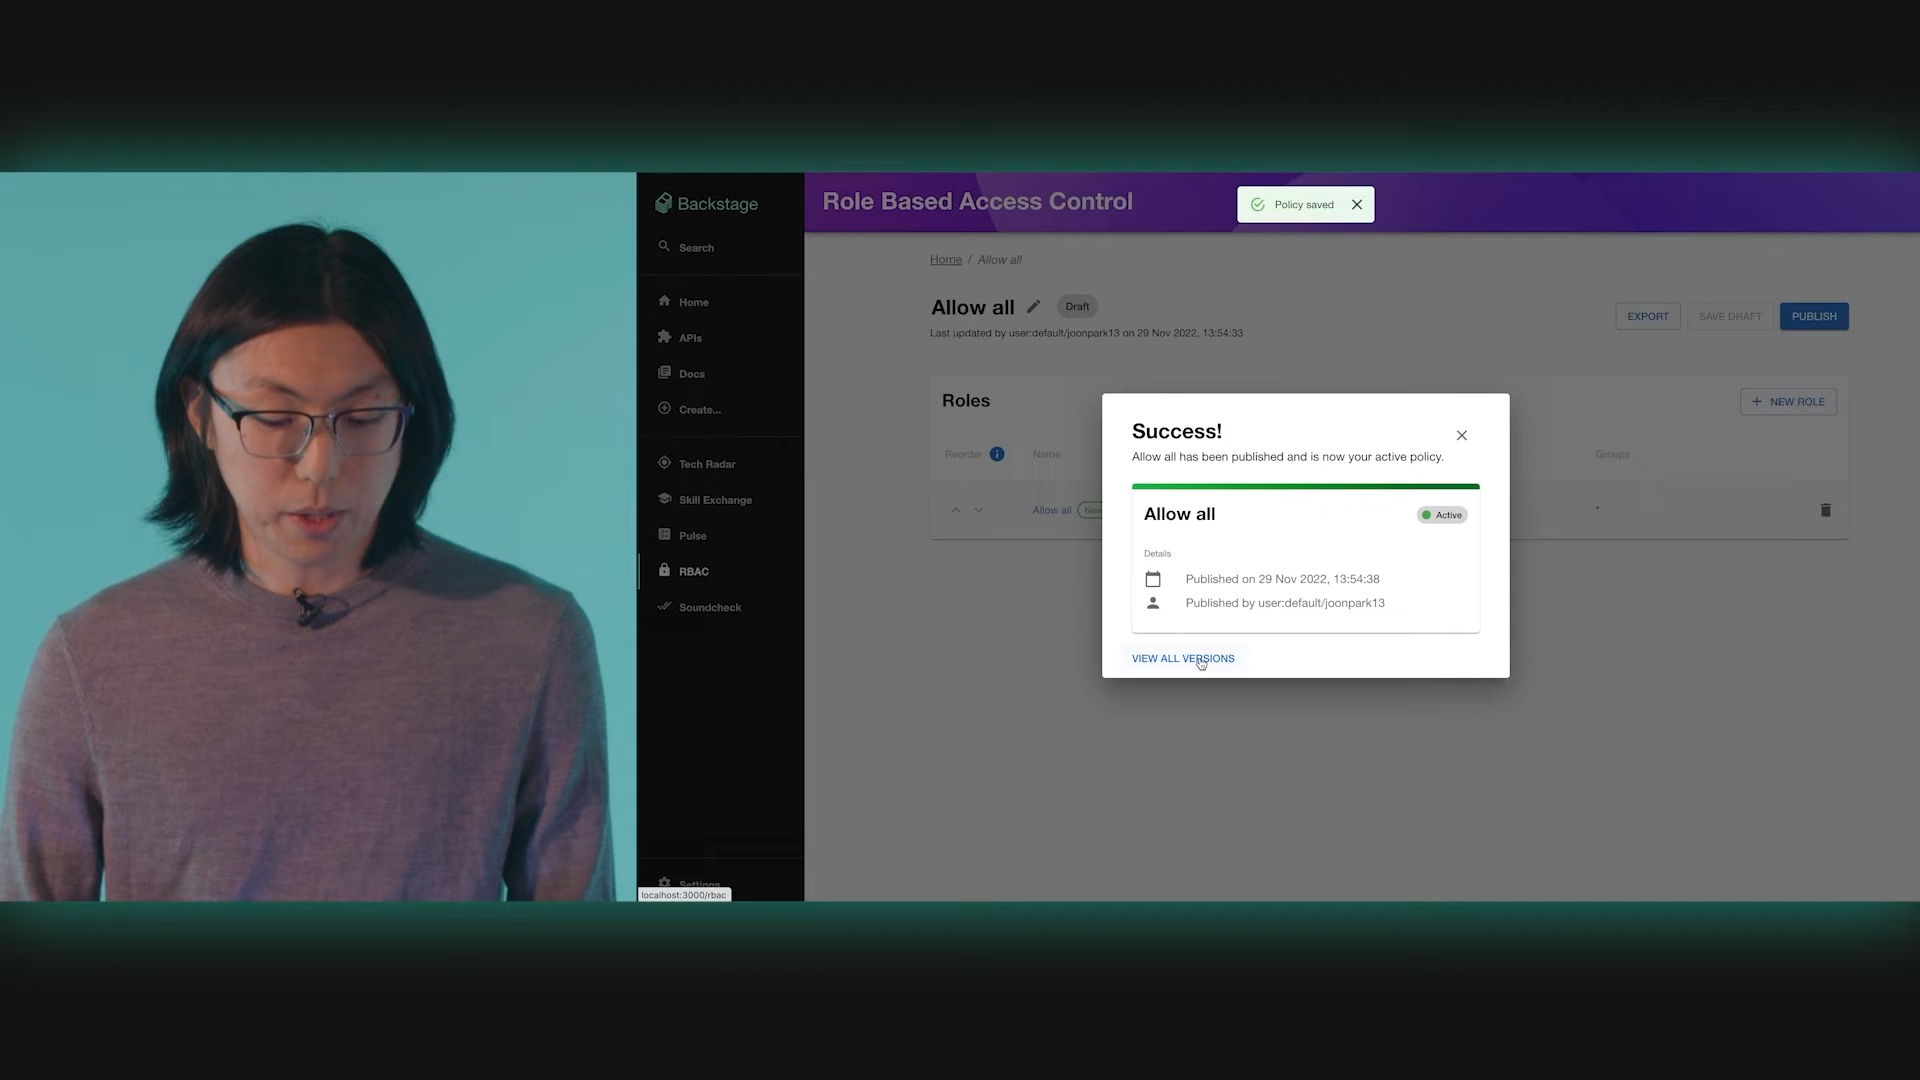 Backstage
Search
Home
APIs
Docs
Create...
Tech Radar
Skill Exchange
Pulse
RBAC
Soundcheck
Settings
localhost:3000/rbac
Role Based Access Control
Policy saved
Home / Allow all
Allow all Draft
Last updated by user:default/joonpark13 on 29 Nov 2022, 13:54:33
EXPORT SAVE DRAFT PUBLISH
Roles
NEW ROLE
Reorder Name Groups
Allow all New
Success!
Allow all has been published and is now your active policy.
Allow all Active
Details
Published on 29 Nov 2022, 13:54:38
Published by user:default/joonpark13
VIEW ALL VERSIONS